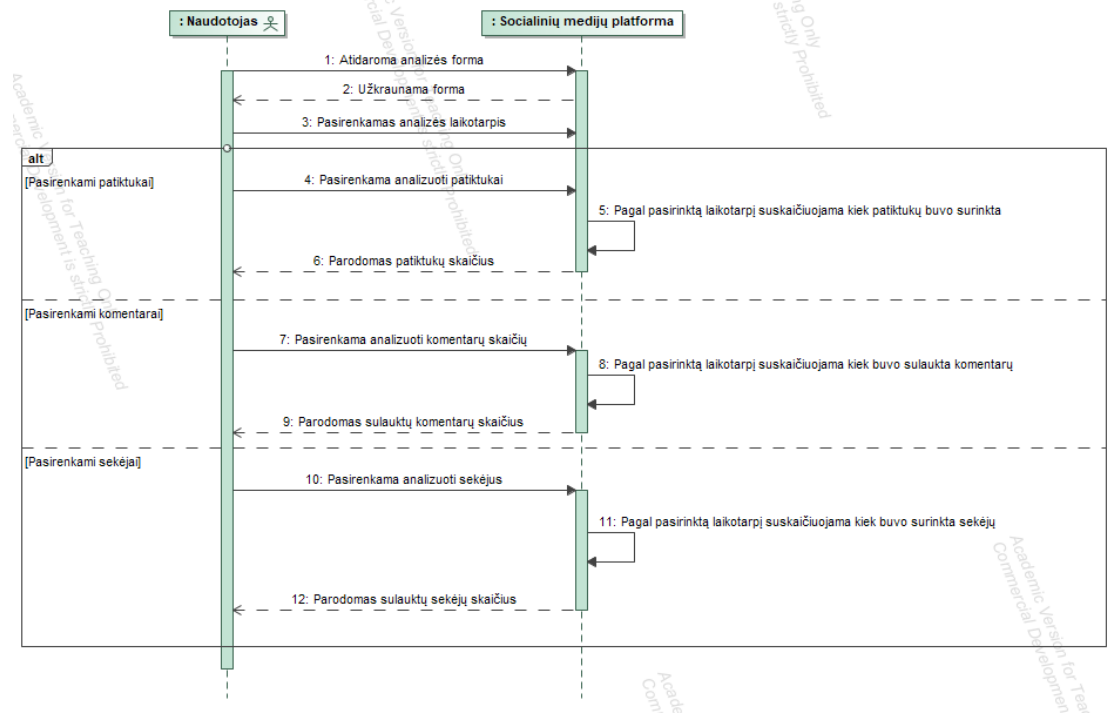 : Naudotojas
: Socialinių medijų platforma
1: Atidaroma analizės forma
2: Užkraunama forma
3: Pasirenkamas analizės laikotarpis
alt
[Pasirenkami patiktukai]
4: Pasirenkama analizuoti patiktukai
5: Pagal pasirinktą laikotarpį suskaičiuojama kiek patiktukų buvo surinkta
6: Parodomas patiktukų skaičius
[Pasirenkami komentarai]
7: Pasirenkama analizuoti komentarų skaičių
8: Pagal pasirinktą laikotarpį suskaičiuojama kiek buvo sulaukta komentarų
9: Parodomas sulauktų komentarų skaičius
[Pasirenkami sekėjai]
10: Pasirenkama analizuoti sekėjus
11: Pagal pasirinktą laikotarpį suskaičiuojama kiek buvo surinkta sekėjų
12: Parodomas sulauktų sekėjų skaičius
Academic Version for Teaching Only
Commercial Development is strictly Prohibited